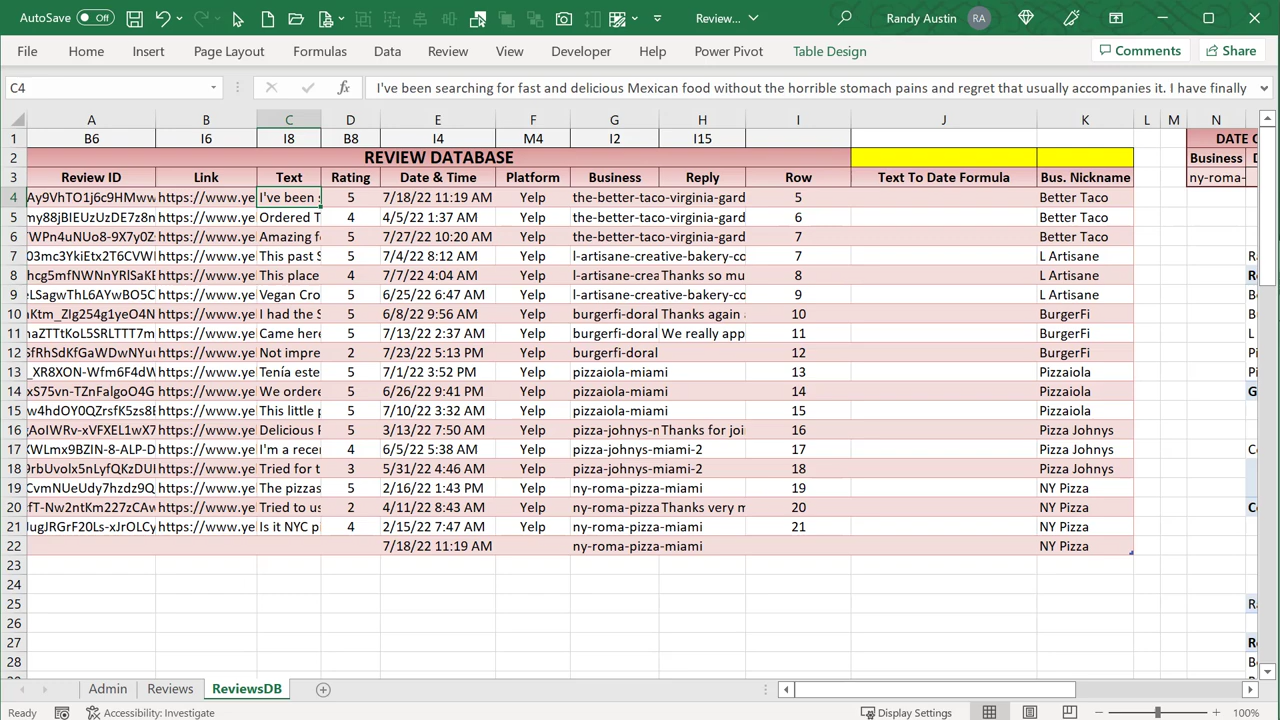 AutoSave Off Review... Randy Austin RA
File Home Insert Page Layout Formulas Data Review View Developer Help Power Pivot Table Design Comments Share
C4 fx I've been searching for fast and delicious Mexican food without the horrible stomach pains and regret that usually accompanies it. I have finally
A B C D E F G H I J K L M N
1 B6 I6 I8 B8 I4 M4 I2 I15 DATE
2 REVIEW DATABASE Business
3 Review ID Link Text Rating Date & Time Platform Business Reply Row Text To Date Formula Bus. Nickname ny-roma-
4 Ay9VhTO1j6c9HMwv https://www.ye I've been 5 7/18/22 11:19 AM Yelp the-better-taco-virginia-gard 5 Better Taco
5 my88jBIEUzUzDE7z8n https://www.ye Ordered T 4 4/5/22 1:37 AM Yelp the-better-taco-virginia-gard 6 Better Taco
6 WPn4uNUo8-9X7y0Z https://www.ye Amazing f 5 7/27/22 10:20 AM Yelp the-better-taco-virginia-gard 7 Better Taco
7 03mc3YkiEtx2T6CVW https://www.ye This past S 5 7/4/22 8:12 AM Yelp l-artisane-creative-bakery-co 7 L Artisane
8 hcg5mfNWNnYRlSaKE https://www.ye This place 4 7/7/22 4:04 AM Yelp l-artisane-crea Thanks so mu 8 L Artisane
9 LSagwThL6AYwBO5C https://www.ye Vegan Cro 5 6/25/22 6:47 AM Yelp l-artisane-creative-bakery-co 9 L Artisane
10 Ktm_Zlg254g1yeO4N https://www.ye I had the S 5 6/8/22 9:56 AM Yelp burgerfi-doral Thanks again 10 BurgerFi
11 aZTTtKoL5SRLTTT7m https://www.ye Came here 5 7/13/22 2:37 AM Yelp burgerfi-doral We really app 11 BurgerFi
12 fRhSdKfGaWDwNYu https://www.ye Not impre 2 7/23/22 5:13 PM Yelp burgerfi-doral 12 BurgerFi
13 _XR8XON-Wfm6F4dW https://www.ye Tenía este 5 7/1/22 3:52 PM Yelp pizzaiola-miami 13 Pizzaiola
14 xS75vn-TZnFalgoO4G https://www.ye We ordere 4 6/26/22 9:41 PM Yelp pizzaiola-miami 14 Pizzaiola
15 w4hdOY0QZrsfK5zs8 https://www.ye This little p 5 7/10/22 3:32 AM Yelp pizzaiola-miami 15 Pizzaiola
16 AoIWRv-xVFXEL1wX7 https://www.ye Delicious 5 3/13/22 7:50 AM Yelp pizza-johnys-n Thanks for joi 16 Pizza Johnys
17 WLmx9BZIN-8-ALP-D https://www.ye I'm a rece 4 6/5/22 5:38 AM Yelp pizza-johnys-miami-2 17 Pizza Johnys
18 rbUvolx5nLyfQKzDUI https://www.ye Tried for t 3 5/31/22 4:46 AM Yelp pizza-johnys-miami-2 18 Pizza Johnys
19 CvmNUeUdy7hzdz9Q https://www.ye The pizzas 5 2/16/22 1:43 PM Yelp ny-roma-pizza-miami 19 NY Pizza
20 fT-Nw2ntKm227zCAw https://www.ye Tried to us 2 4/11/22 8:43 AM Yelp ny-roma-pizza Thanks very m 20 NY Pizza
21 ugJRGrF20Ls-xJrOLCy https://www.ye Is it NYC pi 4 2/15/22 7:47 AM Yelp ny-roma-pizza-miami 21 NY Pizza
22 7/18/22 11:19 AM ny-roma-pizza-miami NY Pizza
23
24
25
26
27
28
Admin Reviews ReviewsDB
Ready Accessibility: Investigate Display Settings 100%